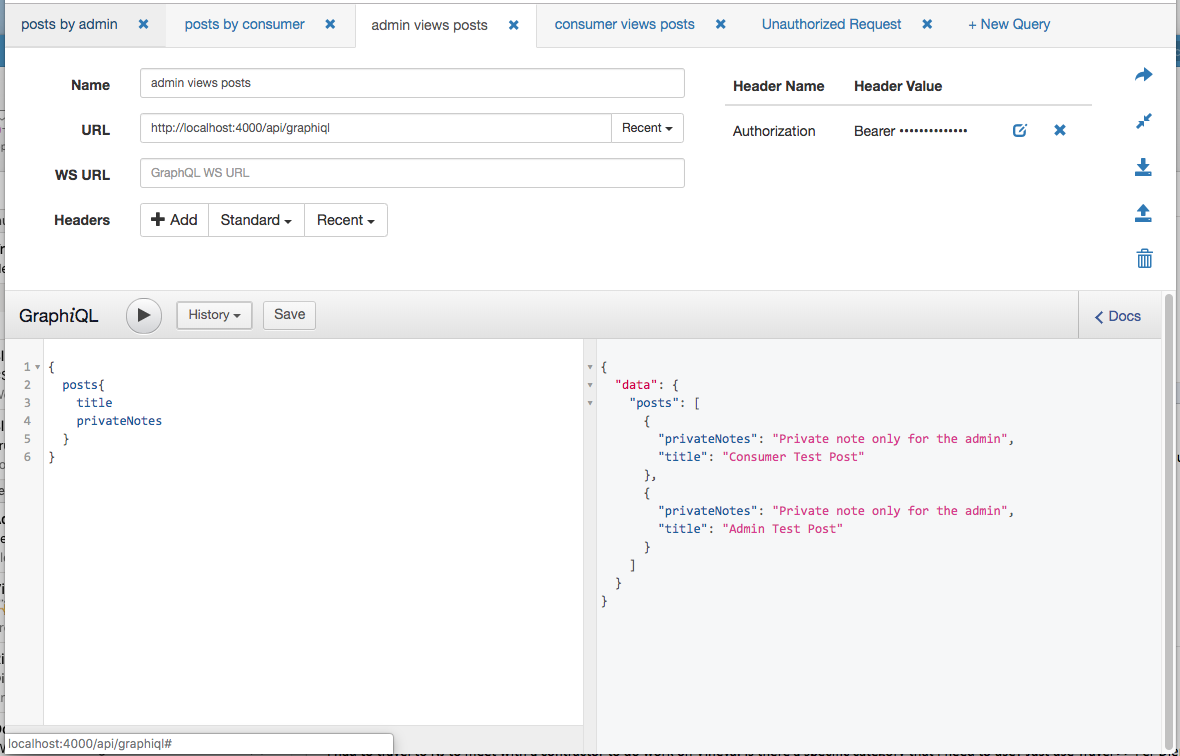 posts by admin ✖ posts by consumer ✖ admin views posts ✖ consumer views posts ✖ Unauthorized Request ✖ + New Query
Name admin views posts
URL http://localhost:4000/api/graphiql Recent
WS URL GraphQL WS URL
Headers + Add Standard Recent
Header Name Header Value
Authorization Bearer ••••••••••••••
GraphiQL History Save Docs
1 {
2 posts{
3 title
4 privateNotes
5 }
6 }
{
"data": {
"posts": [
{
"privateNotes": "Private note only for the admin",
"title": "Consumer Test Post"
},
{
"privateNotes": "Private note only for the admin",
"title": "Admin Test Post"
}
]
}
}
localhost:4000/api/graphiql#